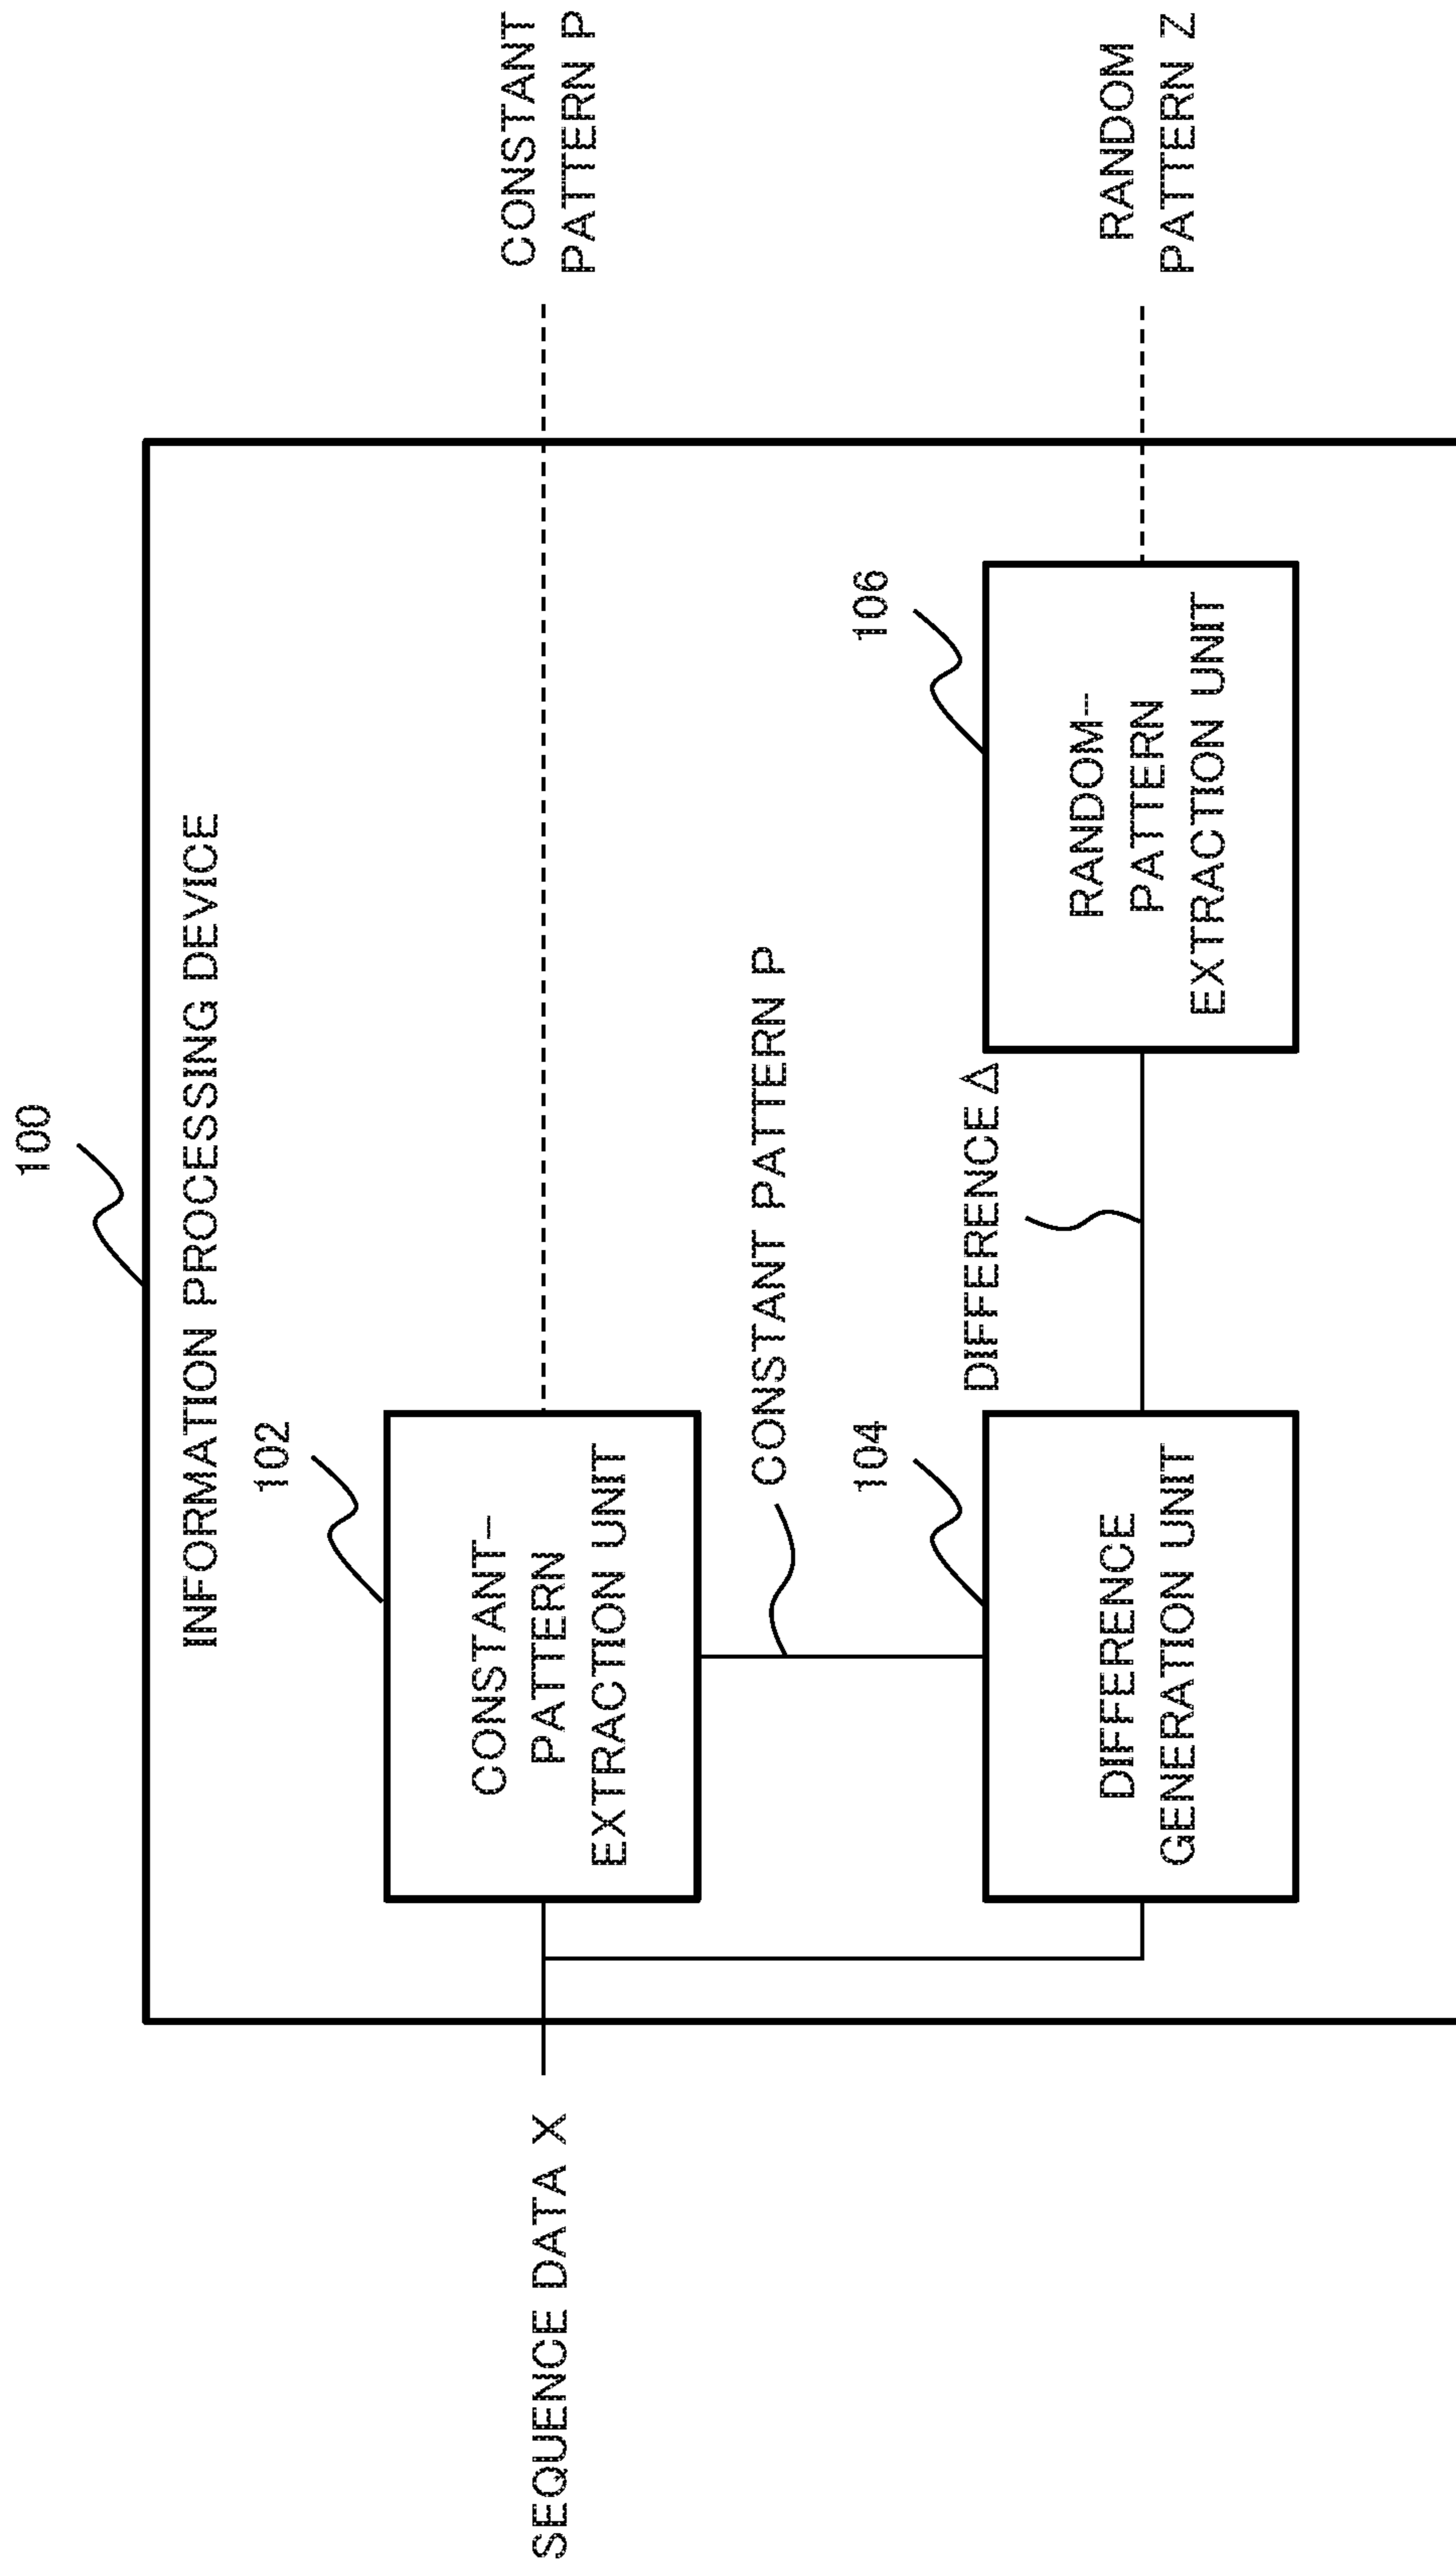 100
INFORMATION PROCESSING DEVICE
102
CONSTANT-
PATTERN
EXTRACTION UNIT
SEQUENCE DATA X
CONSTANT
PATTERN P
CONSTANT PATTERN P
104
DIFFERENCE
GENERATION UNIT
DIFFERENCE Δ
106
RANDOM-
PATTERN
EXTRACTION UNIT
RANDOM
PATTERN Z